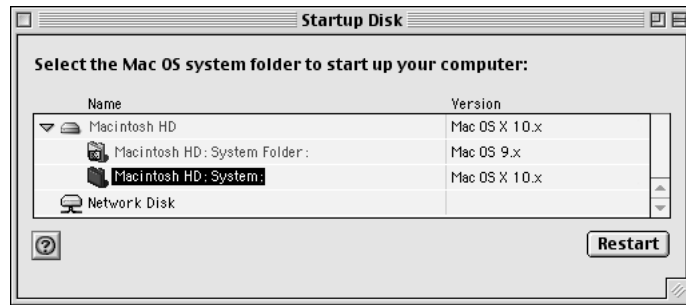 Startup Disk
Select the Mac OS system folder to start up your computer:
Name Version
Macintosh HD Mac OS X 10.x
Macintosh HD: System Folder: Mac OS 9.x
Macintosh HD: System: Mac OS X 10.x
Network Disk
? Restart